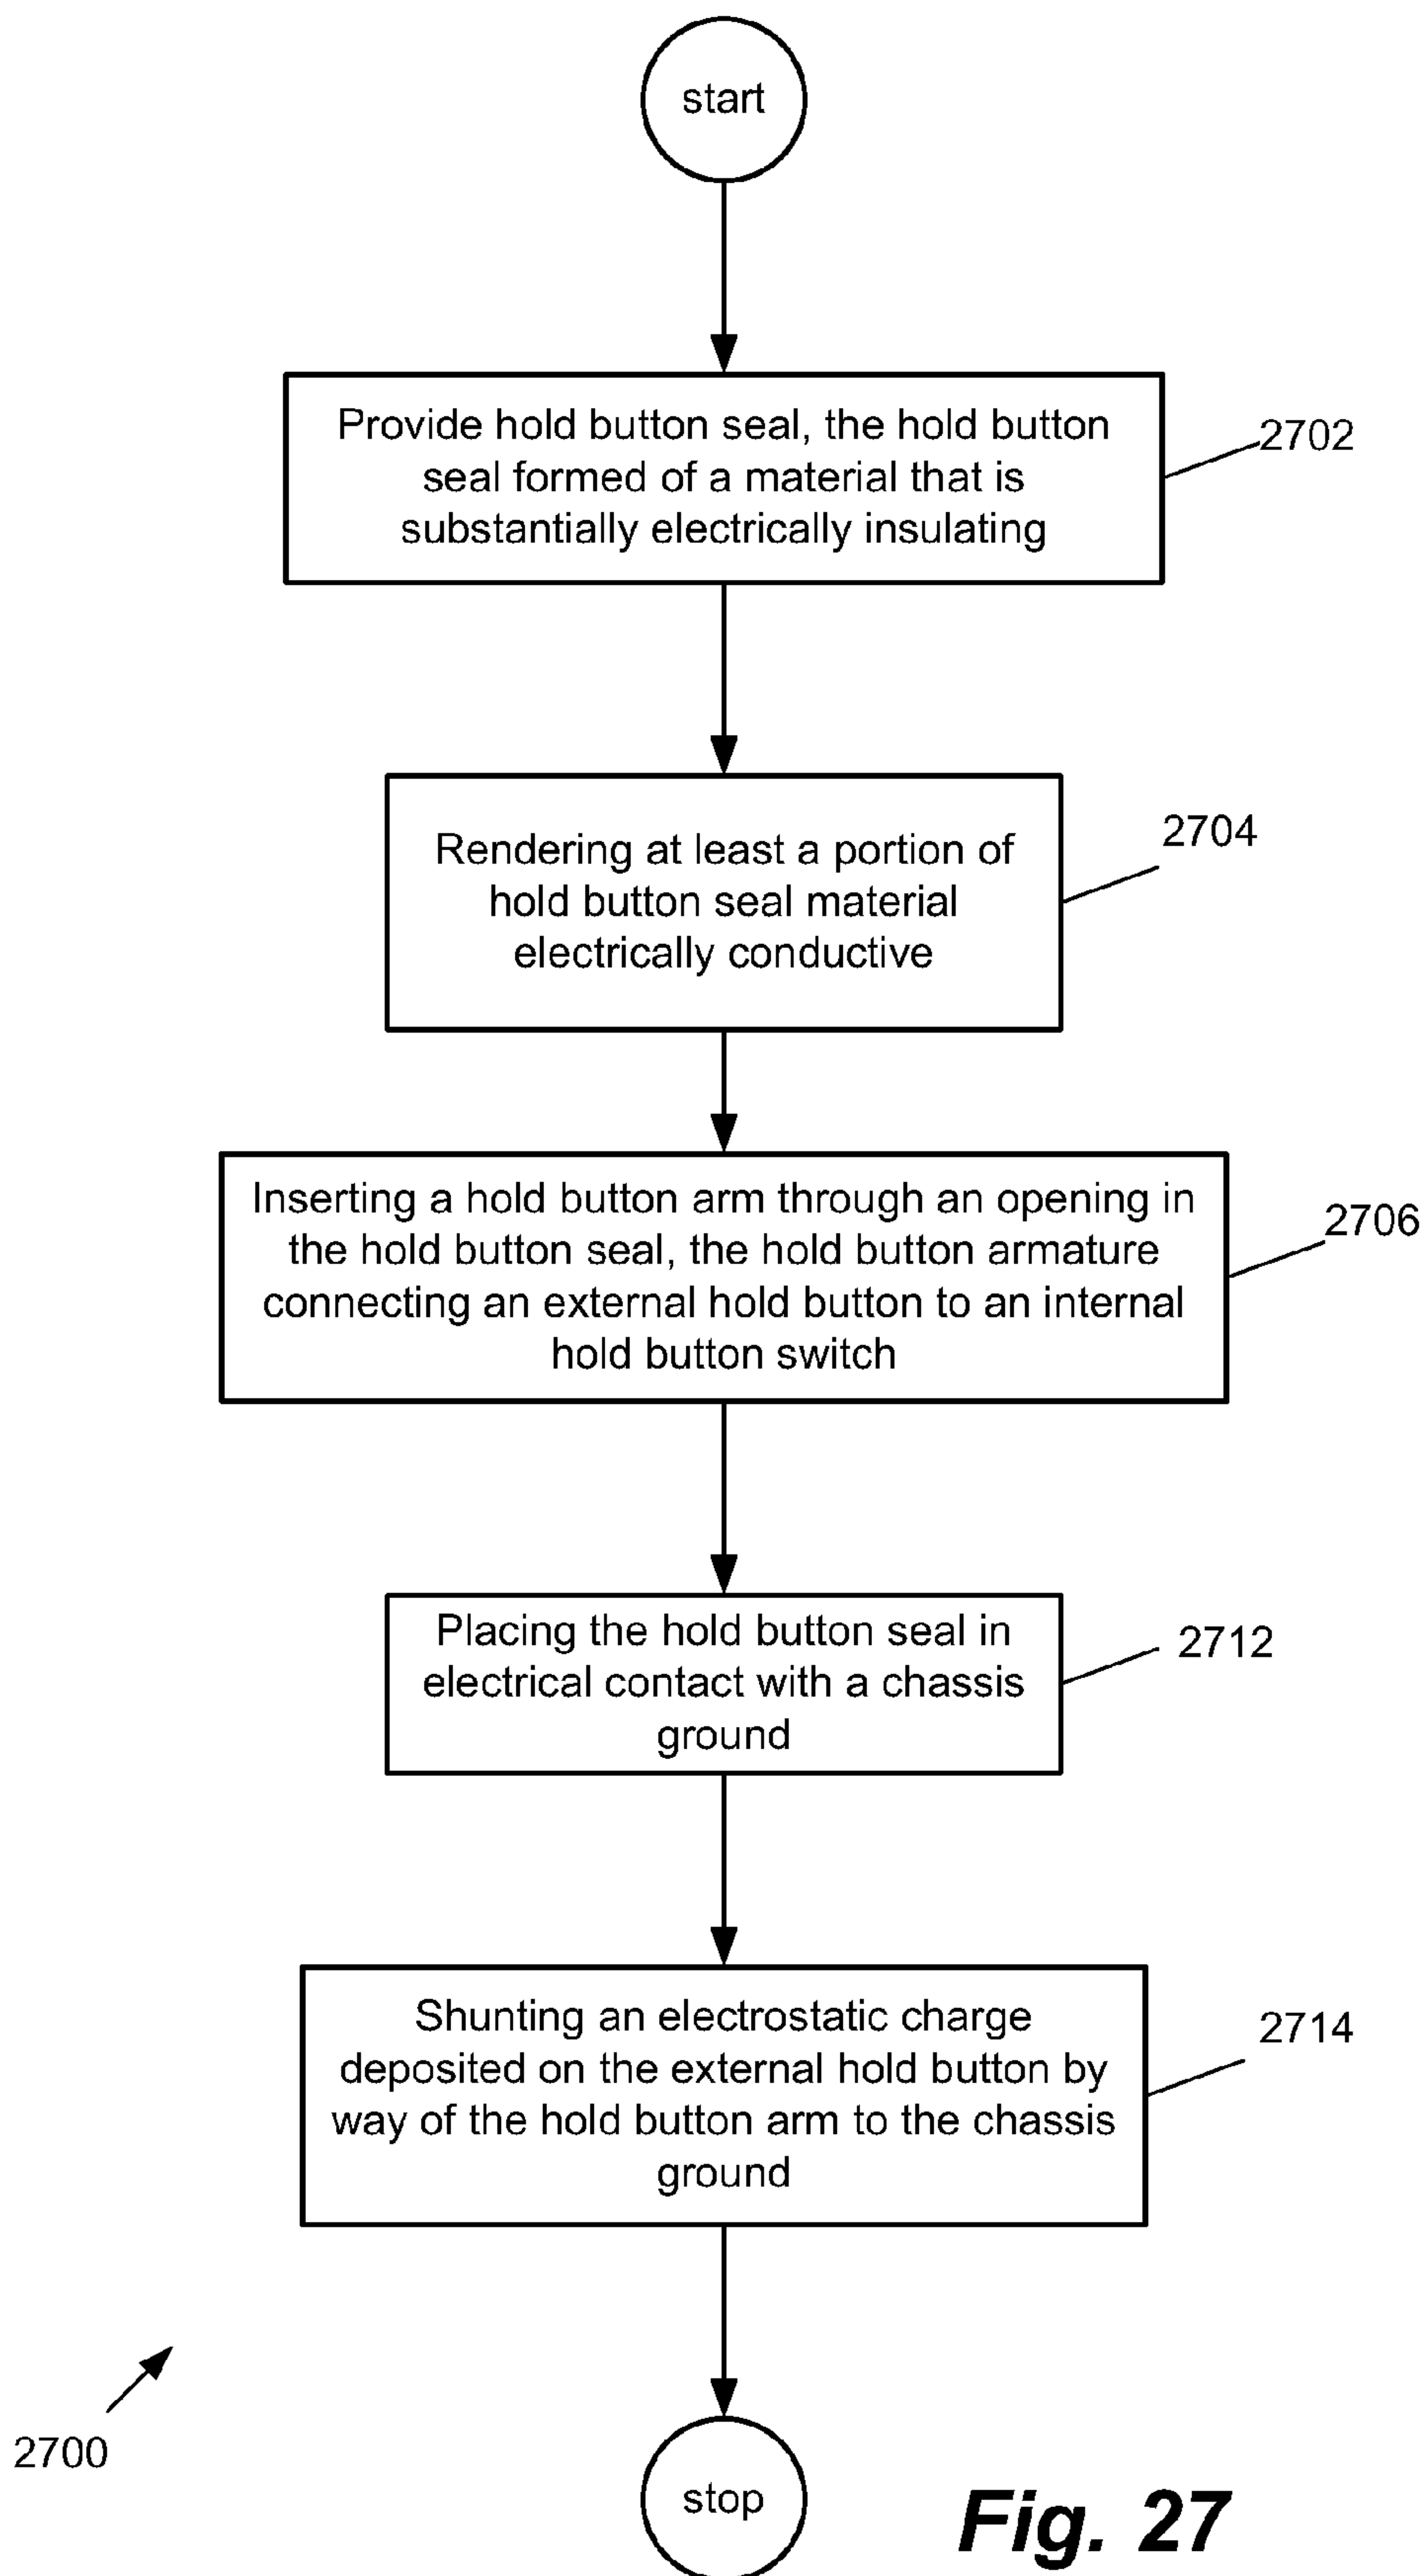 start
Provide hold button seal, the hold button
seal formed of a material that is
substantially electrically insulating
2702
Rendering at least a portion of
hold button seal material
electrically conductive
2704
Inserting a hold button arm through an opening in
the hold button seal, the hold button armature
connecting an external hold button to an internal
hold button switch
2706
Placing the hold button seal in
electrical contact with a chassis
ground
2712
Shunting an electrostatic charge
deposited on the external hold button by
way of the hold button arm to the chassis
ground
2714
2700
stop
Fig. 27